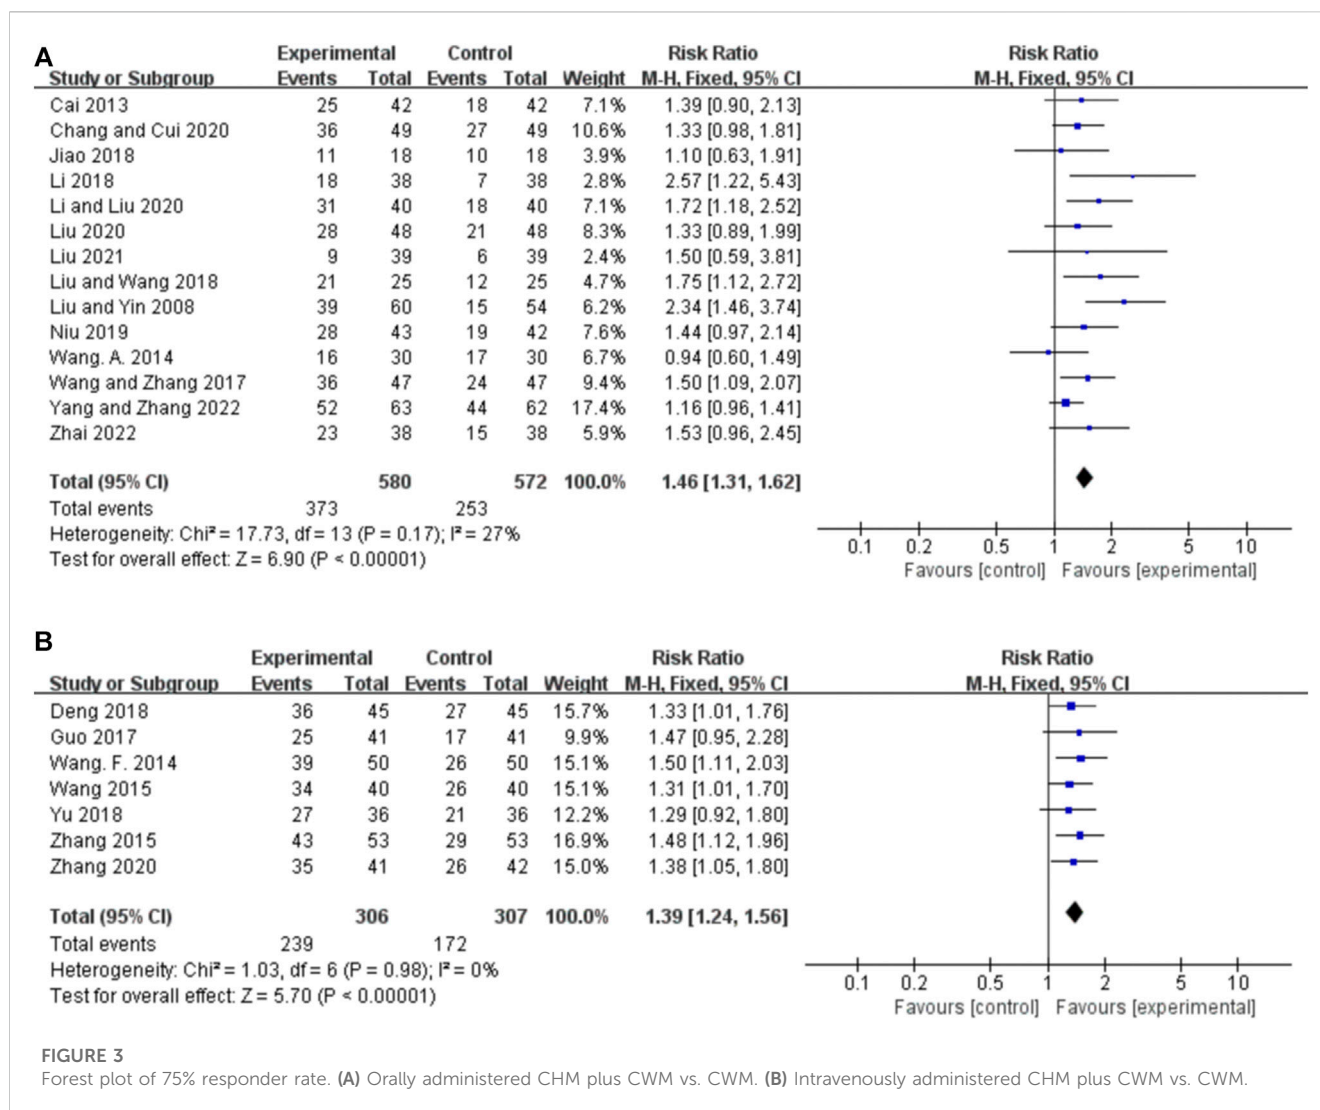 A
Experimental Control Risk Ratio Risk Ratio
Study or Subgroup Events Total Events Total Weight M-H, Fixed, 95% CI M-H, Fixed, 95% CI
Cai 2013 25 42 18 42 7.1% 1.39 [0.90, 2.13]
Chang and Cui 2020 36 49 27 49 10.6% 1.33 [0.98, 1.81]
Jiao 2018 11 18 10 18 3.9% 1.10 [0.63, 1.91]
Li 2018 18 38 7 38 2.8% 2.57 [1.22, 5.43]
Li and Liu 2020 31 40 18 40 7.1% 1.72 [1.18, 2.52]
Liu 2020 28 48 21 48 8.3% 1.33 [0.89, 1.99]
Liu 2021 9 39 6 39 2.4% 1.50 [0.59, 3.81]
Liu and Wang 2018 21 25 12 25 4.7% 1.75 [1.12, 2.72]
Liu and Yin 2008 39 60 15 54 6.2% 2.34 [1.46, 3.74]
Niu 2019 28 43 19 42 7.6% 1.44 [0.97, 2.14]
Wang. A. 2014 16 30 17 30 6.7% 0.94 [0.60, 1.49]
Wang and Zhang 2017 36 47 24 47 9.4% 1.50 [1.09, 2.07]
Yang and Zhang 2022 52 63 44 62 17.4% 1.16 [0.96, 1.41]
Zhai 2022 23 38 15 38 5.9% 1.53 [0.96, 2.45]
Total (95% CI) 580 572 100.0% 1.46 [1.31, 1.62]
Total events 373 253
Heterogeneity: Chi² = 17.73, df = 13 (P = 0.17); I² = 27%
Test for overall effect: Z = 6.90 (P < 0.00001)
0.1 0.2 0.5 1 2 5 10
Favours [control] Favours [experimental]
B
Experimental Control Risk Ratio Risk Ratio
Study or Subgroup Events Total Events Total Weight M-H, Fixed, 95% CI M-H, Fixed, 95% CI
Deng 2018 36 45 27 45 15.7% 1.33 [1.01, 1.76]
Guo 2017 25 41 17 41 9.9% 1.47 [0.95, 2.28]
Wang. F. 2014 39 50 26 50 15.1% 1.50 [1.11, 2.03]
Wang 2015 34 40 26 40 15.1% 1.31 [1.01, 1.70]
Yu 2018 27 36 21 36 12.2% 1.29 [0.92, 1.80]
Zhang 2015 43 53 29 53 16.9% 1.48 [1.12, 1.96]
Zhang 2020 35 41 26 42 15.0% 1.38 [1.05, 1.80]
Total (95% CI) 306 307 100.0% 1.39 [1.24, 1.56]
Total events 239 172
Heterogeneity: Chi² = 1.03, df = 6 (P = 0.98); I² = 0%
Test for overall effect: Z = 5.70 (P < 0.00001)
0.1 0.2 0.5 1 2 5 10
Favours [control] Favours [experimental]
FIGURE 3
Forest plot of 75% responder rate. (A) Orally administered CHM plus CWM vs. CWM. (B) Intravenously administered CHM plus CWM vs. CWM.